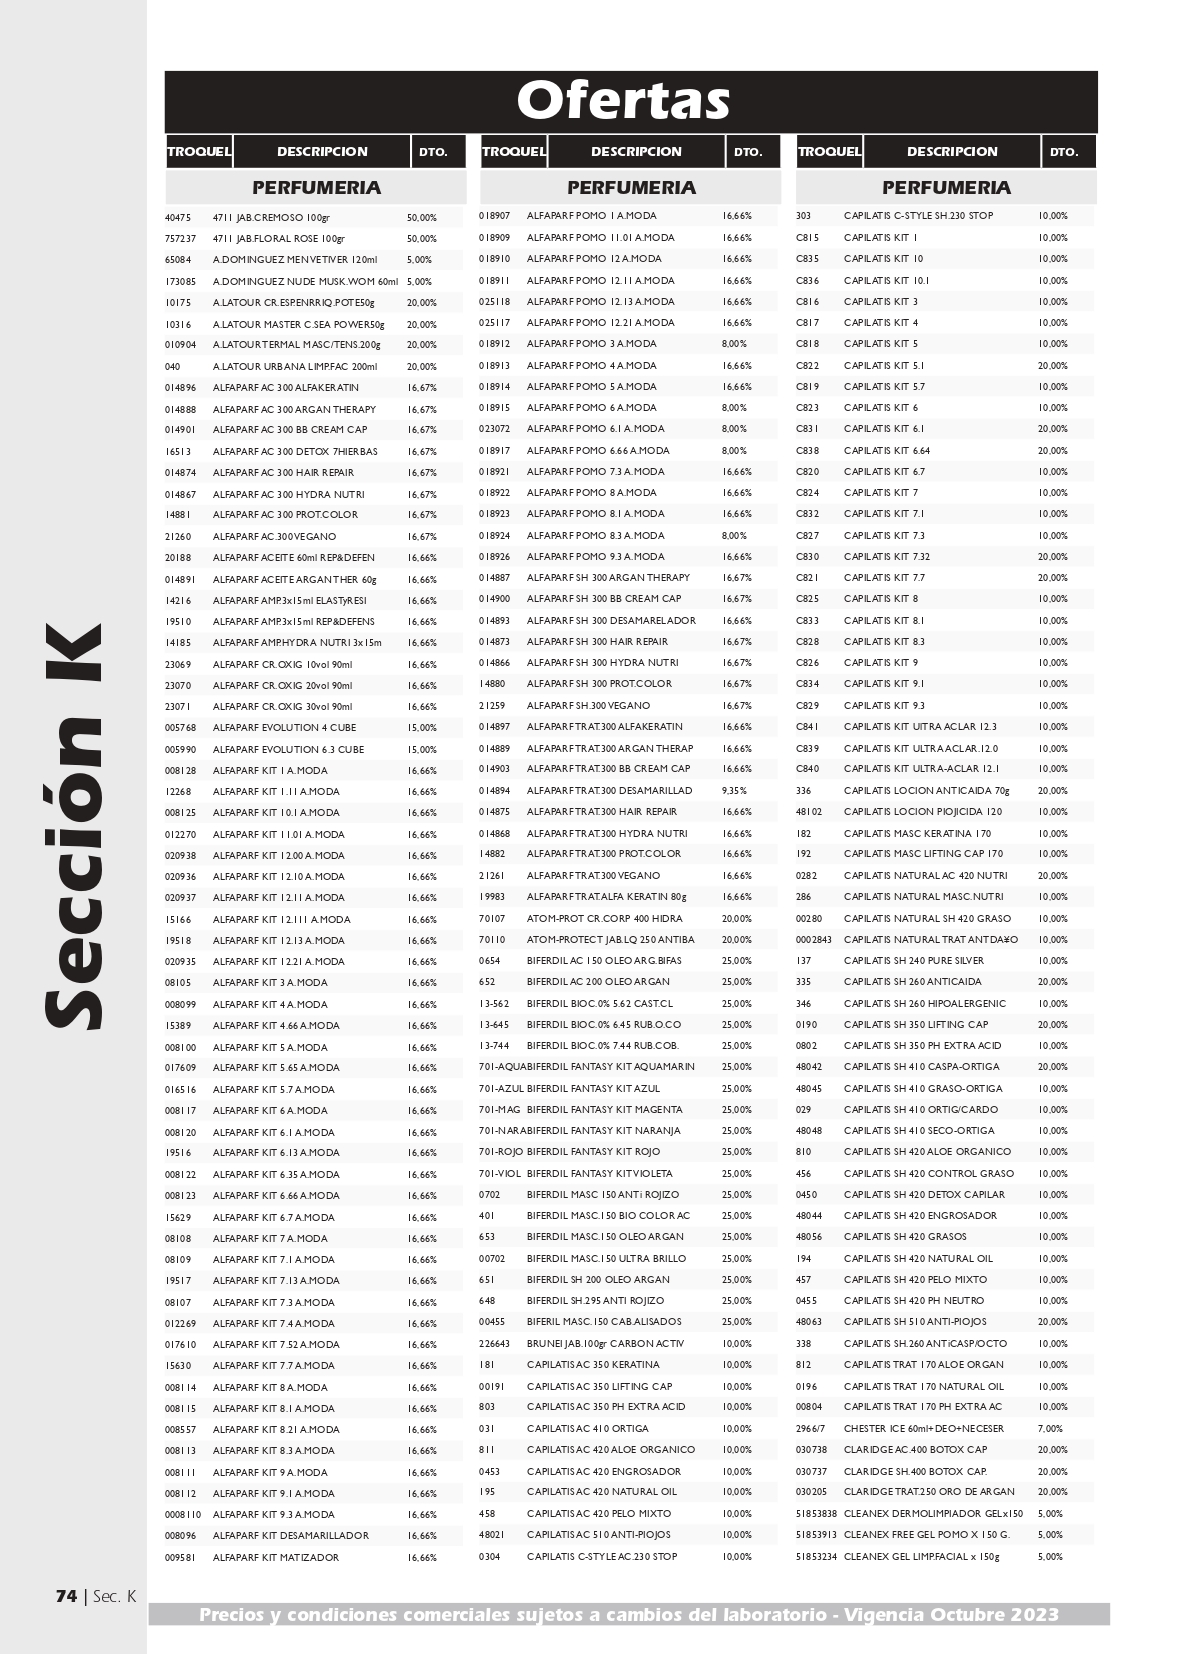 Ofertas
TROQUEL DESCRIPCION DTO.
PERFUMERIA
40475 4711 JAB.CREMOSO 100gr 50,00%
757237 4711 JAB.FLORAL ROSE 100gr 50,00%
65084 A.DOMINGUEZ MEN VETIVER 120ml 5,00%
173085 A.DOMINGUEZ NUDE MUSK.WOM 60ml 5,00%
10175 A.LATOUR CR.ESPENRRIQ.POTE50g 20,00%
10316 A.LATOUR MASTER C.SEA POWER50g 20,00%
010904 A.LATOUR TERMAL MASC/TENS.200g 20,00%
040 A.LATOUR URBANA LIMP.FAC 200ml 20,00%
014896 ALFAPARF AC 300 ALFAKERATIN 16,67%
014888 ALFAPARF AC 300 ARGAN THERAPY 16,67%
014901 ALFAPARF AC 300 BB CREAM CAP 16,67%
16513 ALFAPARF AC 300 DETOX 7HIERBAS 16,67%
014874 ALFAPARF AC 300 HAIR REPAIR 16,67%
014867 ALFAPARF AC 300 HYDRA NUTRI 16,67%
14881 ALFAPARF AC 300 PROT.COLOR 16,67%
21260 ALFAPARF AC.300 VEGANO 16,67%
20188 ALFAPARF ACEITE 60ml REP&DEFEN 16,66%
014891 ALFAPARF ACEITE ARGAN THER 60g 16,66%
14216 ALFAPARF AMP.3x15ml ELASTyRESI 16,66%
19510 ALFAPARF AMP.3x15ml REP&DEFENS 16,66%
14185 ALFAPARF AMP.HYDRA NUTRI 3x15m 16,66%
23069 ALFAPARF CR.OXIG 10vol 90ml 16,66%
23070 ALFAPARF CR.OXIG 20vol 90ml 16,66%
23071 ALFAPARF CR.OXIG 30vol 90ml 16,66%
005768 ALFAPARF EVOLUTION 4 CUBE 15,00%
005990 ALFAPARF EVOLUTION 6.3 CUBE 15,00%
008128 ALFAPARF KIT 1 A.MODA 16,66%
12268 ALFAPARF KIT 1.11 A.MODA 16,66%
008125 ALFAPARF KIT 10.1 A.MODA 16,66%
012270 ALFAPARF KIT 11.01 A.MODA 16,66%
020938 ALFAPARF KIT 12.00 A.MODA 16,66%
020936 ALFAPARF KIT 12.10 A.MODA 16,66%
020937 ALFAPARF KIT 12.11 A.MODA 16,66%
15166 ALFAPARF KIT 12.111 A.MODA 16,66%
19518 ALFAPARF KIT 12.13 A.MODA 16,66%
020935 ALFAPARF KIT 12.21 A.MODA 16,66%
08105 ALFAPARF KIT 3 A.MODA 16,66%
008099 ALFAPARF KIT 4 A.MODA 16,66%
15389 ALFAPARF KIT 4.66 A.MODA 16,66%
008100 ALFAPARF KIT 5 A.MODA 16,66%
017609 ALFAPARF KIT 5.65 A.MODA 16,66%
016516 ALFAPARF KIT 5.7 A.MODA 16,66%
008117 ALFAPARF KIT 6 A.MODA 16,66%
008120 ALFAPARF KIT 6.1 A.MODA 16,66%
19516 ALFAPARF KIT 6.13 A.MODA 16,66%
008122 ALFAPARF KIT 6.35 A.MODA 16,66%
008123 ALFAPARF KIT 6.66 A.MODA 16,66%
15629 ALFAPARF KIT 6.7 A.MODA 16,66%
08108 ALFAPARF KIT 7 A.MODA 16,66%
08109 ALFAPARF KIT 7.1 A.MODA 16,66%
19517 ALFAPARF KIT 7.13 A.MODA 16,66%
08107 ALFAPARF KIT 7.3 A.MODA 16,66%
012269 ALFAPARF KIT 7.4 A.MODA 16,66%
017610 ALFAPARF KIT 7.52 A.MODA 16,66%
15630 ALFAPARF KIT 7.7 A.MODA 16,66%
008114 ALFAPARF KIT 8 A.MODA 16,66%
008115 ALFAPARF KIT 8.1 A.MODA 16,66%
008557 ALFAPARF KIT 8.21 A.MODA 16,66%
008113 ALFAPARF KIT 8.3 A.MODA 16,66%
008111 ALFAPARF KIT 9 A.MODA 16,66%
008112 ALFAPARF KIT 9.1 A.MODA 16,66%
0008110 ALFAPARF KIT 9.3 A.MODA 16,66%
008096 ALFAPARF KIT DESAMARILLADOR 16,66%
009581 ALFAPARF KIT MATIZADOR 16,66%
TROQUEL DESCRIPCION DTO.
PERFUMERIA
018907 ALFAPARF POMO 1 A.MODA 16,66%
018909 ALFAPARF POMO 11.01 A.MODA 16,66%
018910 ALFAPARF POMO 12 A.MODA 16,66%
018911 ALFAPARF POMO 12.11 A.MODA 16,66%
025118 ALFAPARF POMO 12.13 A.MODA 16,66%
025117 ALFAPARF POMO 12.21 A.MODA 16,66%
018912 ALFAPARF POMO 3 A.MODA 8,00%
018913 ALFAPARF POMO 4 A.MODA 16,66%
018914 ALFAPARF POMO 5 A.MODA 16,66%
018915 ALFAPARF POMO 6 A.MODA 8,00%
023072 ALFAPARF POMO 6.1 A.MODA 8,00%
018917 ALFAPARF POMO 6.66 A.MODA 8,00%
018921 ALFAPARF POMO 7.3 A.MODA 16,66%
018922 ALFAPARF POMO 8 A.MODA 16,66%
018923 ALFAPARF POMO 8.1 A.MODA 16,66%
018924 ALFAPARF POMO 8.3 A.MODA 8,00%
018926 ALFAPARF POMO 9.3 A.MODA 16,66%
014887 ALFAPARF SH 300 ARGAN THERAPY 16,67%
014900 ALFAPARF SH 300 BB CREAM CAP 16,67%
014893 ALFAPARF SH 300 DESAMARELADOR 16,66%
014873 ALFAPARF SH 300 HAIR REPAIR 16,67%
014866 ALFAPARF SH 300 HYDRA NUTRI 16,67%
14880 ALFAPARF SH 300 PROT.COLOR 16,67%
21259 ALFAPARF SH.300 VEGANO 16,67%
014897 ALFAPARF TRAT.300 ALFAKERATIN 16,66%
014889 ALFAPARF TRAT.300 ARGAN THERAP 16,66%
014903 ALFAPARF TRAT.300 BB CREAM CAP 16,66%
014894 ALFAPARF TRAT.300 DESAMARILLAD 9,35%
014875 ALFAPARF TRAT.300 HAIR REPAIR 16,66%
014868 ALFAPARF TRAT.300 HYDRA NUTRI 16,66%
14882 ALFAPARF TRAT.300 PROT.COLOR 16,66%
21261 ALFAPARF TRAT.300 VEGANO 16,66%
19983 ALFAPARF TRAT.ALFA KERATIN 80g 16,66%
70107 ATOM-PROT CR.CORP 400 HIDRA 20,00%
70110 ATOM-PROTECT JAB.LQ 250 ANTIBA 20,00%
0654 BIFERDIL AC 150 OLEO ARG.BIFAS 25,00%
652 BIFERDIL AC 200 OLEO ARGAN 25,00%
13-562 BIFERDIL BIOC.0% 5.62 CAST.CL 25,00%
13-645 BIFERDIL BIOC.0% 6.45 RUB.O.CO 25,00%
13-744 BIFERDIL BIOC.0% 7.44 RUB.COB. 25,00%
701-AQUA BIFERDIL FANTASY KIT AQUAMARIN 25,00%
701-AZUL BIFERDIL FANTASY KIT AZUL 25,00%
701-MAG BIFERDIL FANTASY KIT MAGENTA 25,00%
701-NARA BIFERDIL FANTASY KIT NARANJA 25,00%
701-ROJO BIFERDIL FANTASY KIT ROJO 25,00%
701-VIOL BIFERDIL FANTASY KIT VIOLETA 25,00%
0702 BIFERDIL MASC 150 ANTi ROJIZO 25,00%
401 BIFERDIL MASC.150 BIO COLOR AC 25,00%
653 BIFERDIL MASC.150 OLEO ARGAN 25,00%
00702 BIFERDIL MASC.150 ULTRA BRILLO 25,00%
651 BIFERDIL SH 200 OLEO ARGAN 25,00%
648 BIFERDIL SH.295 ANTI ROJIZO 25,00%
00455 BIFERIL MASC.150 CAB.ALISADOS 25,00%
226643 BRUNEI JAB.100gr CARBON ACTIV 10,00%
181 CAPILATIS AC 350 KERATINA 10,00%
00191 CAPILATIS AC 350 LIFTING CAP 10,00%
803 CAPILATIS AC 350 PH EXTRA ACID 10,00%
031 CAPILATIS AC 410 ORTIGA 10,00%
811 CAPILATIS AC 420 ALOE ORGANICO 10,00%
0453 CAPILATIS AC 420 ENGROSADOR 10,00%
195 CAPILATIS AC 420 NATURAL OIL 10,00%
458 CAPILATIS AC 420 PELO MIXTO 10,00%
48021 CAPILATIS AC 510 ANTI-PIOJOS 10,00%
0304 CAPILATIS C-STYLE AC.230 STOP 10,00%
TROQUEL DESCRIPCION DTO.
PERFUMERIA
303 CAPILATIS C-STYLE SH.230 STOP 10,00%
C815 CAPILATIS KIT 1 10,00%
C835 CAPILATIS KIT 10 10,00%
C836 CAPILATIS KIT 10.1 10,00%
C816 CAPILATIS KIT 3 10,00%
C817 CAPILATIS KIT 4 10,00%
C818 CAPILATIS KIT 5 10,00%
C822 CAPILATIS KIT 5.1 20,00%
C819 CAPILATIS KIT 5.7 10,00%
C823 CAPILATIS KIT 6 10,00%
C831 CAPILATIS KIT 6.1 20,00%
C838 CAPILATIS KIT 6.64 20,00%
C820 CAPILATIS KIT 6.7 10,00%
C824 CAPILATIS KIT 7 10,00%
C832 CAPILATIS KIT 7.1 10,00%
C827 CAPILATIS KIT 7.3 10,00%
C830 CAPILATIS KIT 7.32 20,00%
C821 CAPILATIS KIT 7.7 20,00%
C825 CAPILATIS KIT 8 10,00%
C833 CAPILATIS KIT 8.1 10,00%
C828 CAPILATIS KIT 8.3 10,00%
C826 CAPILATIS KIT 9 10,00%
C834 CAPILATIS KIT 9.1 10,00%
C829 CAPILATIS KIT 9.3 10,00%
C841 CAPILATIS KIT UlTRA ACLAR 12.3 10,00%
C839 CAPILATIS KIT ULTRA ACLAR.12.0 10,00%
C840 CAPILATIS KIT ULTRA-ACLAR 12.1 10,00%
336 CAPILATIS LOCION ANTICAIDA 70g 20,00%
48102 CAPILATIS LOCION PIOJICIDA 120 10,00%
182 CAPILATIS MASC KERATINA 170 10,00%
192 CAPILATIS MASC LIFTING CAP 170 10,00%
0282 CAPILATIS NATURAL AC 420 NUTRI 20,00%
286 CAPILATIS NATURAL MASC.NUTRI 10,00%
00280 CAPILATIS NATURAL SH 420 GRASO 10,00%
0002843 CAPILATIS NATURAL TRAT ANTDA¥O 10,00%
137 CAPILATIS SH 240 PURE SILVER 10,00%
335 CAPILATIS SH 260 ANTICAIDA 20,00%
346 CAPILATIS SH 260 HIPOALERGENIC 10,00%
0190 CAPILATIS SH 350 LIFTING CAP 20,00%
0802 CAPILATIS SH 350 PH EXTRA ACID 10,00%
48042 CAPILATIS SH 410 CASPA-ORTIGA 20,00%
48045 CAPILATIS SH 410 GRASO-ORTIGA 10,00%
029 CAPILATIS SH 410 ORTIG/CARDO 10,00%
48048 CAPILATIS SH 410 SECO-ORTIGA 10,00%
810 CAPILATIS SH 420 ALOE ORGANICO 10,00%
456 CAPILATIS SH 420 CONTROL GRASO 10,00%
0450 CAPILATIS SH 420 DETOX CAPILAR 10,00%
48044 CAPILATIS SH 420 ENGROSADOR 10,00%
48056 CAPILATIS SH 420 GRASOS 10,00%
194 CAPILATIS SH 420 NATURAL OIL 10,00%
457 CAPILATIS SH 420 PELO MIXTO 10,00%
0455 CAPILATIS SH 420 PH NEUTRO 10,00%
48063 CAPILATIS SH 510 ANTI-PIOJOS 20,00%
338 CAPILATIS SH.260 ANTiCASP/OCTO 10,00%
812 CAPILATIS TRAT 170 ALOE ORGAN 10,00%
0196 CAPILATIS TRAT 170 NATURAL OIL 10,00%
00804 CAPILATIS TRAT 170 PH EXTRA AC 10,00%
2966/7 CHESTER ICE 60ml+DEO+NECESER 7,00%
030738 CLARIDGE AC.400 BOTOX CAP 20,00%
030737 CLARIDGE SH.400 BOTOX CAP. 20,00%
030205 CLARIDGE TRAT.250 ORO DE ARGAN 20,00%
51853838 CLEANEX DERMOLIMPIADOR GELx150 5,00%
51853913 CLEANEX FREE GEL POMO X 150 G. 5,00%
51853234 CLEANEX GEL LIMP.FACIAL x 150g 5,00%
Sección K
74 | Sec. K
Precios y condiciones comerciales sujetos a cambios del laboratorio - Vigencia Octubre 2023